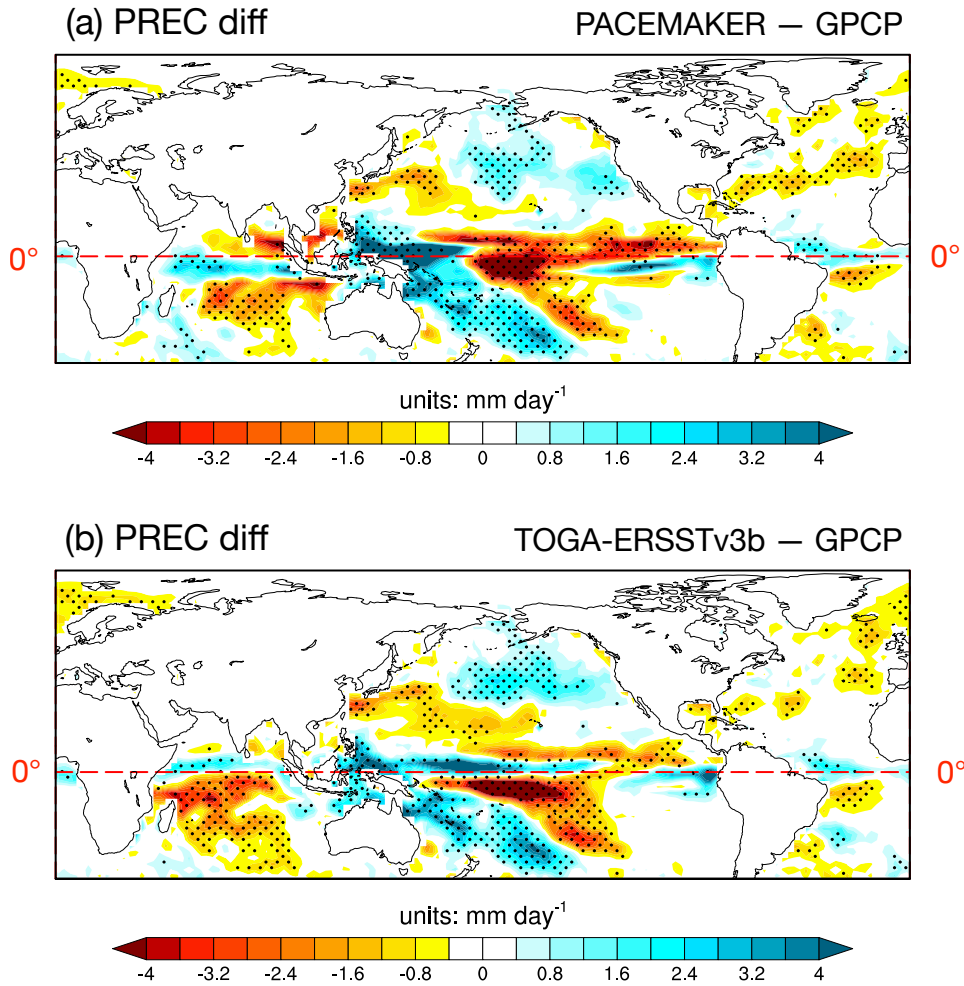 (a) PREC diff PACEMAKER — GPCP
0° 0°
units: mm day-1
-4 -3.2 -2.4 -1.6 -0.8 0 0.8 1.6 2.4 3.2 4
(b) PREC diff TOGA-ERSSTv3b — GPCP
0° 0°
units: mm day-1
-4 -3.2 -2.4 -1.6 -0.8 0 0.8 1.6 2.4 3.2 4